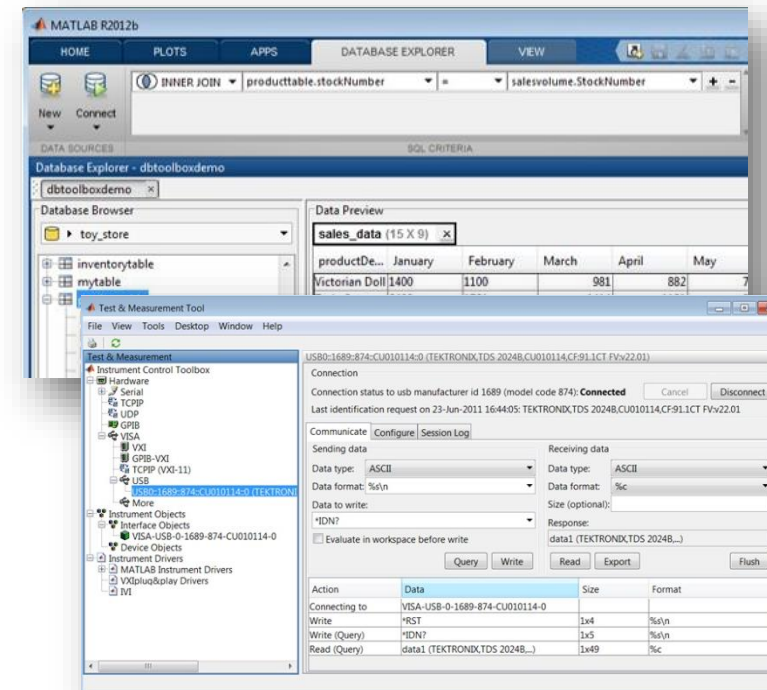 MATLAB R2012b
HOME PLOTS APPS DATABASE EXPLORER VIEW
INNER JOIN producttable.stockNumber = salesvolume.StockNumber + -
New Connect
DATA SOURCES SQL CRITERIA
Database Explorer - dbtoolboxdemo
dbtoolboxdemo ×
Database Browser
toy_store
inventorytable
mytable
Data Preview
sales_data (15 X 9) ×
productDe... January February March April May
Victorian Doll 1400 1100 981 882
Test & Measurement Tool
File View Tools Desktop Window Help
Test & Measurement
Instrument Control Toolbox
Hardware
Serial
TCPIP
UDP
GPIB
VISA
VXI
GPIB-VXI
TCPIP (VXI-11)
USB
USB0::1689::874::CU010114::0 (TEKTRONI
More
Instrument Objects
Interface Objects
VISA-USB-0-1689-874-CU010114-0
Device Objects
Instrument Drivers
MATLAB Instrument Drivers
VXIplug&play Drivers
IVI
USB0::1689::874::CU010114::0 (TEKTRONIX,TDS 2024B,CU010114,CF:91.1CT FV:v22.01)
Connection
Connection status to usb manufacturer id 1689 (model code 874): Connected Cancel Disconnect
Last identification request on 23-Jun-2011 16:44:05: TEKTRONIX,TDS 2024B,CU010114,CF:91.1CT FV:v22.01
Communicate Configure Session Log
Sending data
Data type: ASCII
Data format: %s\n
Data to write:
*IDN?
Evaluate in workspace before write
Query Write
Receiving data
Data type: ASCII
Data format: %c
Size (optional):
Response:
data1 (TEKTRONIX,TDS 2024B,...)
Read Export Flush
Action Data Size Format
Connecting to VISA-USB-0-1689-874-CU010114-0
Write *RST 1x4 %s\n
Write (Query) *IDN? 1x5 %s\n
Read (Query) data1 (TEKTRONIX,TDS 2024B,...) 1x49 %c